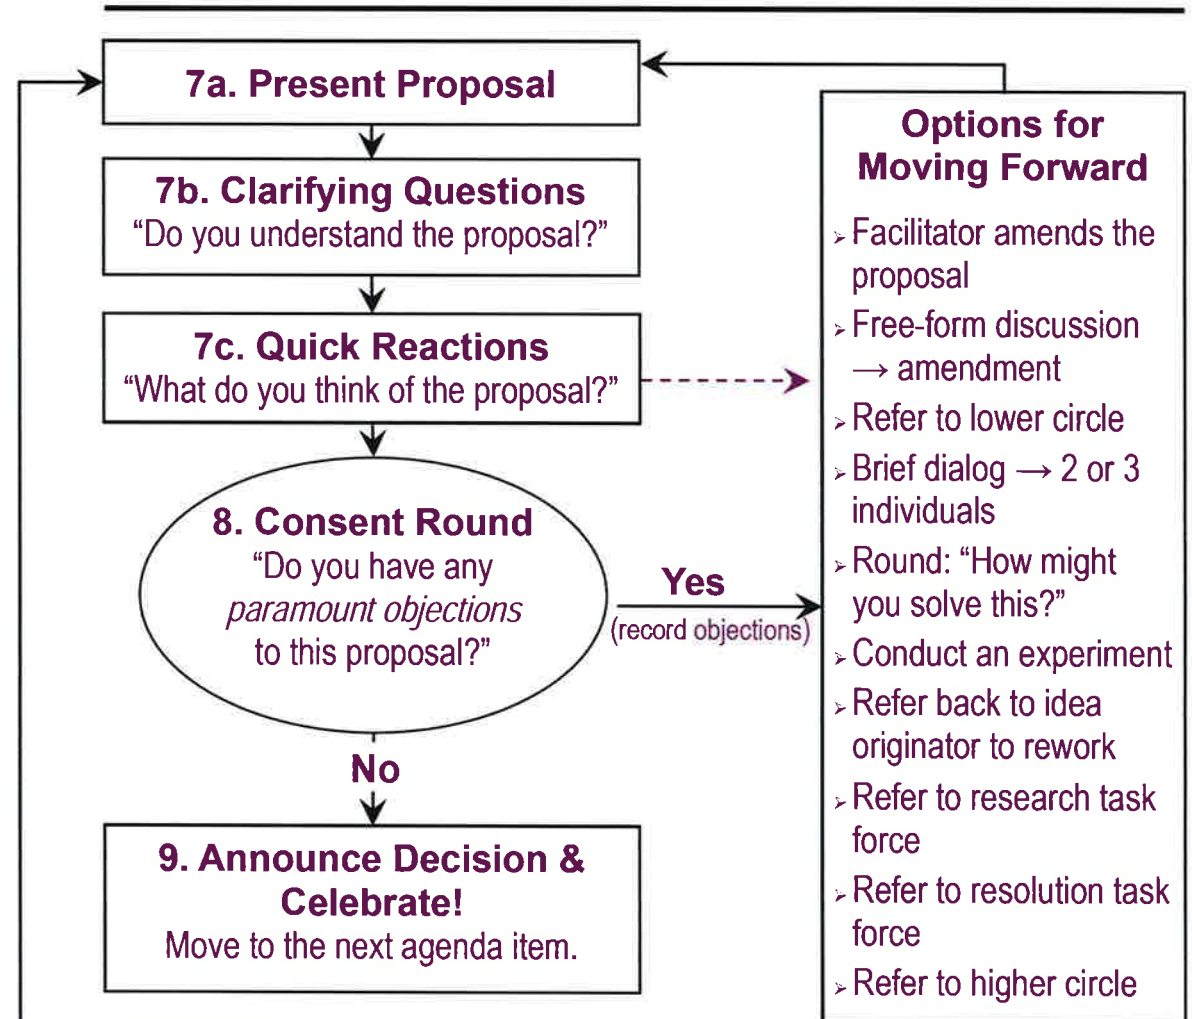 7a. Present Proposal
7b. Clarifying Questions
“Do you understand the proposal?”
7c. Quick Reactions
“What do you think of the proposal?”
8. Consent Round
“Do you have any
paramount objections
to this proposal?”
Yes
(record objections)
No
9. Announce Decision &
Celebrate!
Move to the next agenda item.
Options for
Moving Forward
➢ Facilitator amends the
proposal
➢ Free-form discussion
→ amendment
➢ Refer to lower circle
➢ Brief dialog → 2 or 3
individuals
➢ Round: “How might
you solve this?”
➢ Conduct an experiment
➢ Refer back to idea
originator to rework
➢ Refer to research task
force
➢ Refer to resolution task
force
➢ Refer to higher circle